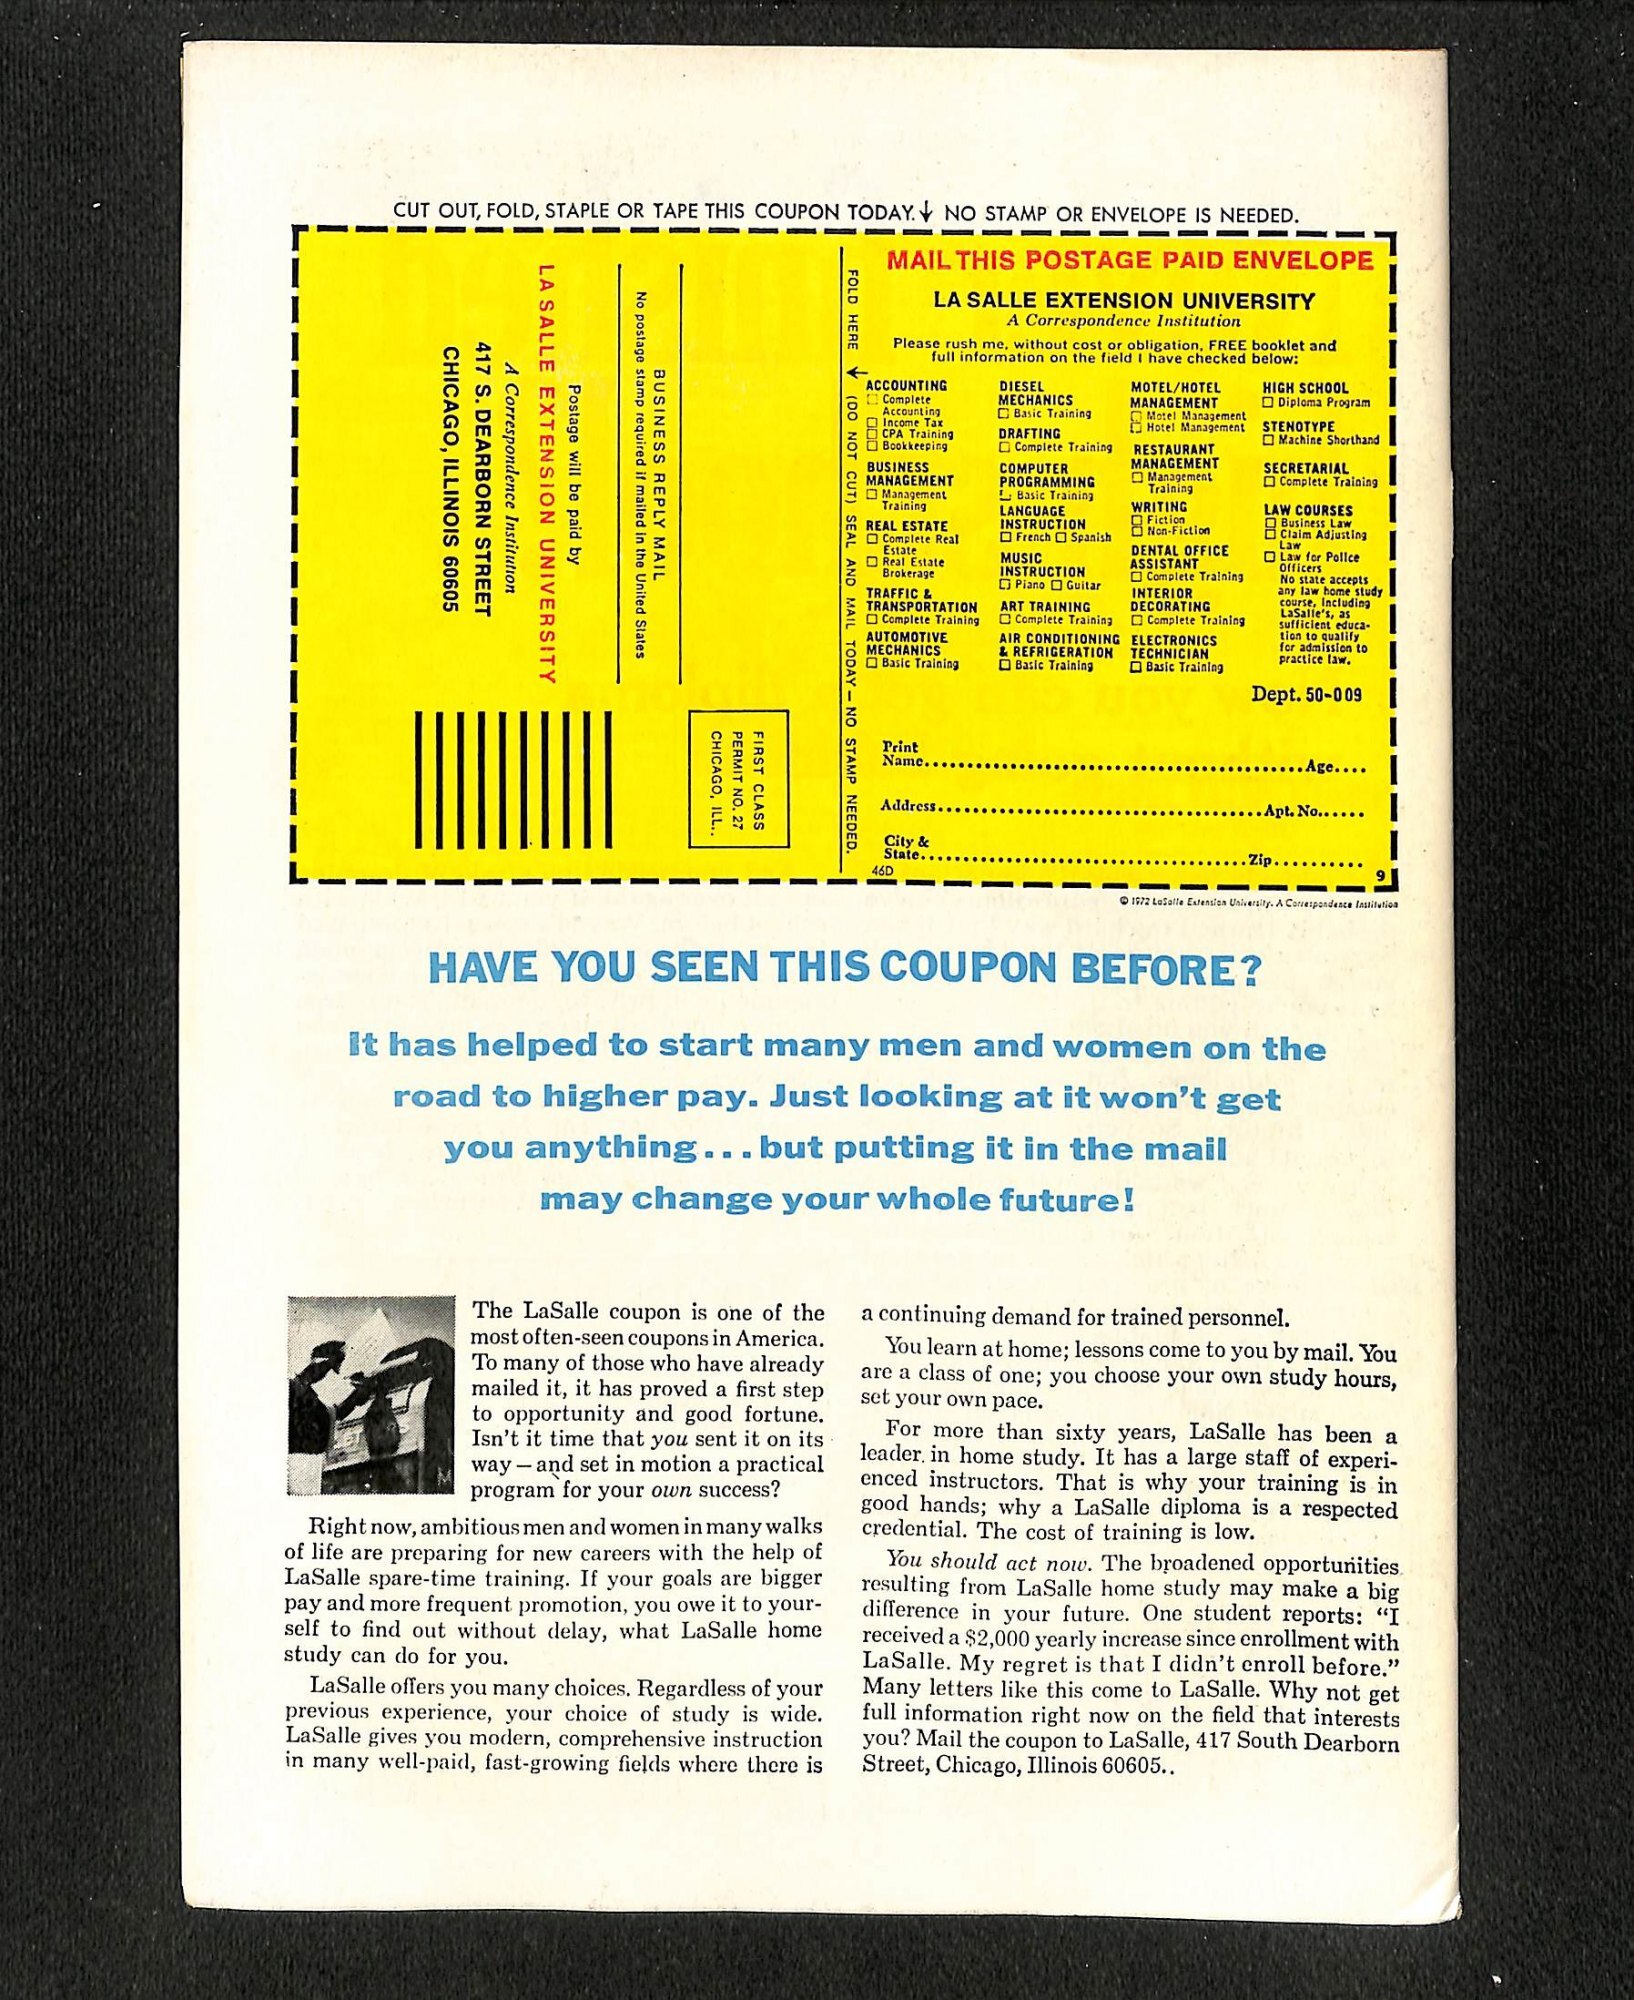 CUT OUT, FOLD, STAPLE OR TAPE THIS COUPON TODAY. ↓ NO STAMP OR ENVELOPE IS NEEDED.
LA SALLE EXTENSION UNIVERSITY
A Correspondence Institution
417 S. DEARBORN STREET
CHICAGO, ILLINOIS 60605
Postage will be paid by
BUSINESS REPLY MAIL
No postage stamp required if mailed in the United States
FIRST CLASS
PERMIT NO. 27
CHICAGO, ILL..
FOLD HERE ↓ (DO NOT CUT) SEAL AND MAIL TODAY — NO STAMP NEEDED.
MAIL THIS POSTAGE PAID ENVELOPE
LA SALLE EXTENSION UNIVERSITY
A Correspondence Institution
Please rush me, without cost or obligation, FREE booklet and
full information on the field I have checked below:
ACCOUNTING
☐ Complete
Accounting
☐ Income Tax
☐ CPA Training
☐ Bookkeeping
BUSINESS
MANAGEMENT
☐ Management
Training
REAL ESTATE
☐ Complete Real
Estate
☐ Real Estate
Brokerage
TRAFFIC &
TRANSPORTATION
☐ Complete Training
AUTOMOTIVE
MECHANICS
☐ Basic Training
DIESEL
MECHANICS
☐ Basic Training
DRAFTING
☐ Complete Training
COMPUTER
PROGRAMMING
☐ Basic Training
LANGUAGE
INSTRUCTION
☐ French ☐ Spanish
MUSIC
INSTRUCTION
☐ Piano ☐ Guitar
ART TRAINING
☐ Complete Training
AIR CONDITIONING
& REFRIGERATION
☐ Basic Training
MOTEL/HOTEL
MANAGEMENT
☐ Motel Management
☐ Hotel Management
RESTAURANT
MANAGEMENT
☐ Management
Training
WRITING
☐ Fiction
☐ Non-Fiction
DENTAL OFFICE
ASSISTANT
☐ Complete Training
INTERIOR
DECORATING
☐ Complete Training
ELECTRONICS
TECHNICIAN
☐ Basic Training
HIGH SCHOOL
☐ Diploma Program
STENOTYPE
☐ Machine Shorthand
SECRETARIAL
☐ Complete Training
LAW COURSES
☐ Business Law
☐ Claim Adjusting
Law
☐ Law for Police
Officers
No state accepts
any law home study
course, including
LaSalle's, as
sufficient educa-
tion to qualify
for admission to
practice law.
Dept. 50-009
Print
Name..........Age....
Address..........Apt. No......
City &
State..........Zip..........
46D
9
© 1972 LaSalle Extension University. A Correspondence Institution
HAVE YOU SEEN THIS COUPON BEFORE?
It has helped to start many men and women on the
road to higher pay. Just looking at it won't get
you anything... but putting it in the mail
may change your whole future!
The LaSalle coupon is one of the
most often-seen coupons in America.
To many of those who have already
mailed it, it has proved a first step
to opportunity and good fortune.
Isn't it time that you sent it on its
way — and set in motion a practical
program for your own success?
Right now, ambitious men and women in many walks
of life are preparing for new careers with the help of
LaSalle spare-time training. If your goals are bigger
pay and more frequent promotion, you owe it to your-
self to find out without delay, what LaSalle home
study can do for you.
LaSalle offers you many choices. Regardless of your
previous experience, your choice of study is wide.
LaSalle gives you modern, comprehensive instruction
in many well-paid, fast-growing fields where there is
a continuing demand for trained personnel.
You learn at home; lessons come to you by mail. You
are a class of one; you choose your own study hours,
set your own pace.
For more than sixty years, LaSalle has been a
leader in home study. It has a large staff of experi-
enced instructors. That is why your training is in
good hands; why a LaSalle diploma is a respected
credential. The cost of training is low.
You should act now. The broadened opportunities
resulting from LaSalle home study may make a big
difference in your future. One student reports: "I
received a $2,000 yearly increase since enrollment with
LaSalle. My regret is that I didn't enroll before."
Many letters like this come to LaSalle. Why not get
full information right now on the field that interests
you? Mail the coupon to LaSalle, 417 South Dearborn
Street, Chicago, Illinois 60605..